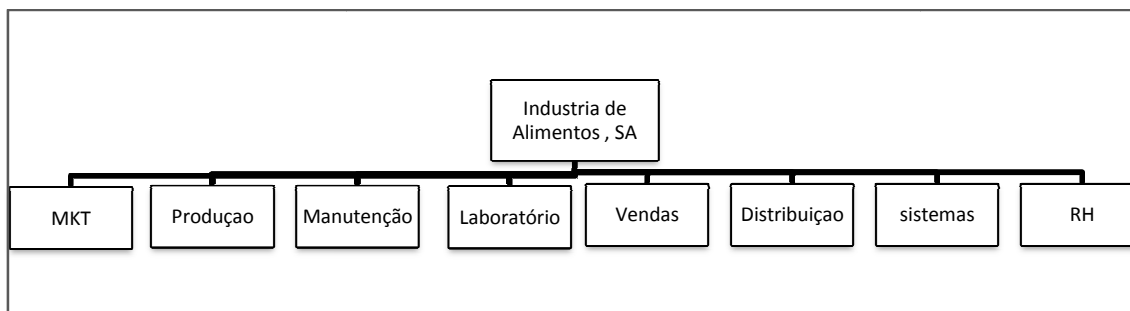 Industria de
Alimentos , SA
MKT
Produçao
Manutenção
Laboratório
Vendas
Distribuiçao
sistemas
RH